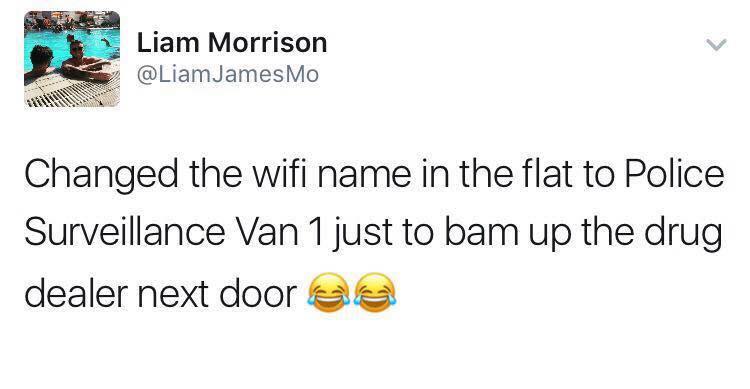 Liam Morrison
@LiamJamesMo
Changed the wifi name in the flat to Police
Surveillance Van 1 just to bam up the drug
dealer next door 😂😂